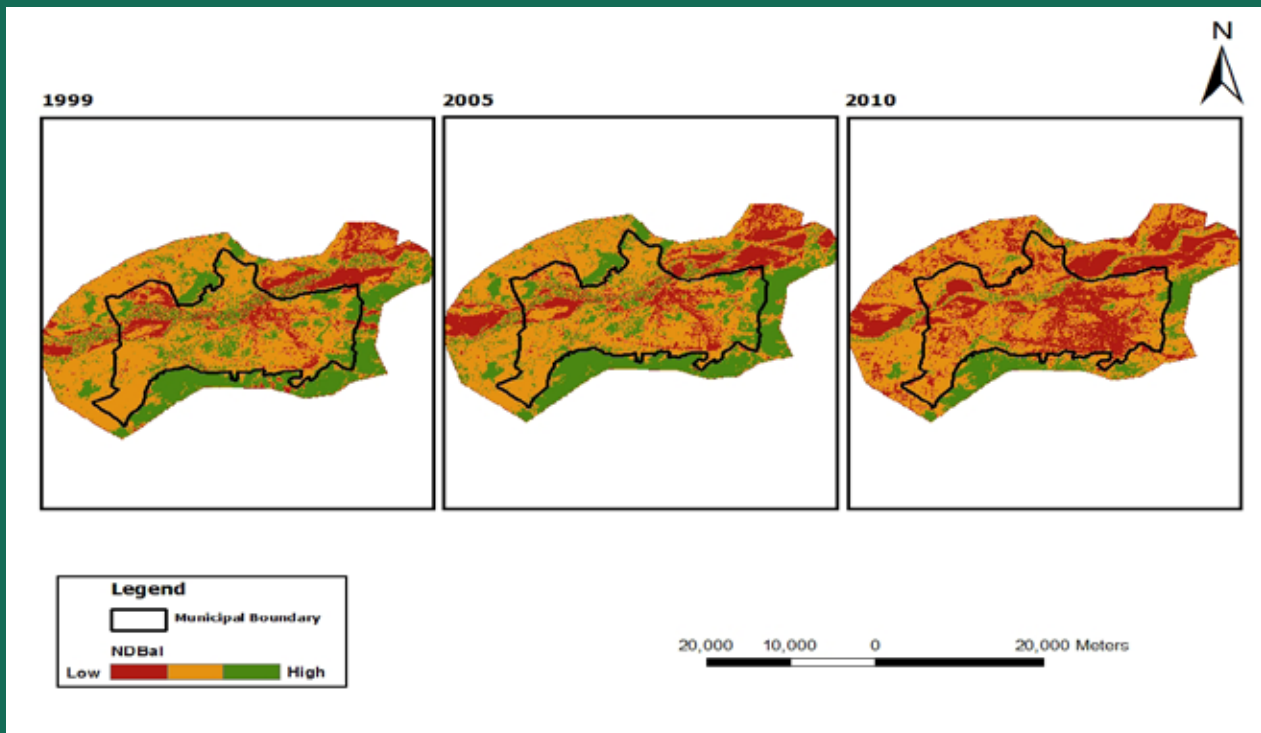 N
1999
2005
2010
Legend
Municipal Boundary
NDBaI
Low High
20,000 10,000 0 20,000 Meters